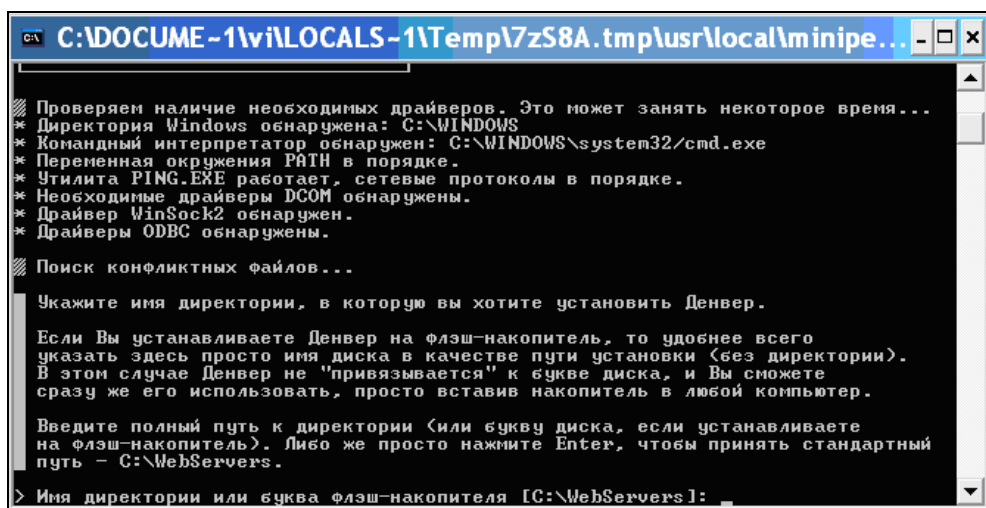 C:\DOCUME~1\vi\LOCALS~1\Temp\7zS8A.tmp\usr\local\minipe...
Проверяем наличие необходимых драйверов. Это может занять некоторое время...
* Директория Windows обнаружена: C:\WINDOWS
* Командный интерпретатор обнаружен: C:\WINDOWS\system32/cmd.exe
* Переменная окружения PATH в порядке.
* Утилита PING.EXE работает, сетевые протоколы в порядке.
* Необходимые драйверы DCOM обнаружены.
* Драйвер WinSock2 обнаружен.
* Драйверы ODBC обнаружены.
Поиск конфликтных файлов...
Укажите имя директории, в которую вы хотите установить Денвер.
Если Вы устанавливаете Денвер на флэш-накопитель, то удобнее всего
указать здесь просто имя диска в качестве пути установки (без директории).
В этом случае Денвер не "привязывается" к букве диска, и Вы сможете
сразу же его использовать, просто вставив накопитель в любой компьютер.
Введите полный путь к директории (или букву диска, если устанавливаете
на флэш-накопитель). Либо же просто нажмите Enter, чтобы принять стандартный
путь - C:\WebServers.
> Имя директории или буква флэш-накопителя [C:\WebServers]: _